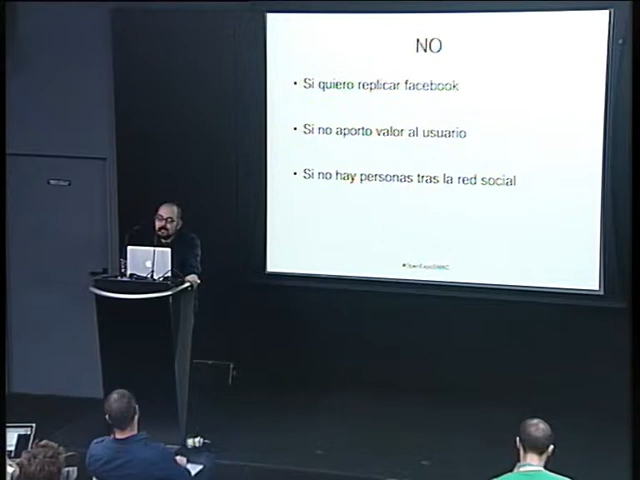 NO
• Si quiero replicar facebook
• Si no aporto valor al usuario
• Si no hay personas tras la red social